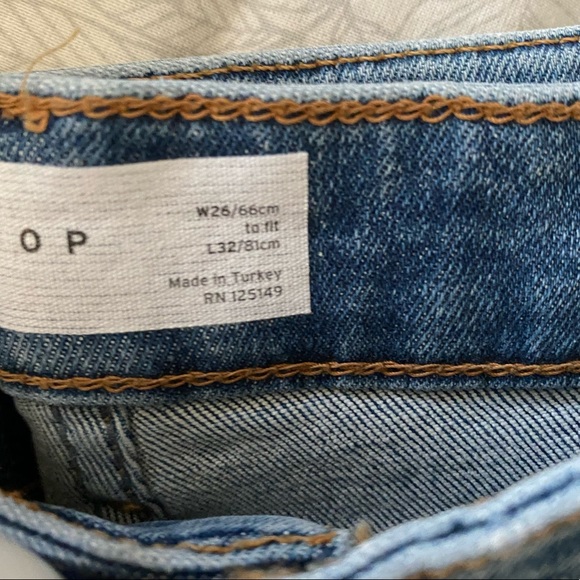 O P
W26/66cm
to fit
L32/81cm
Made in Turkey
RN 125149